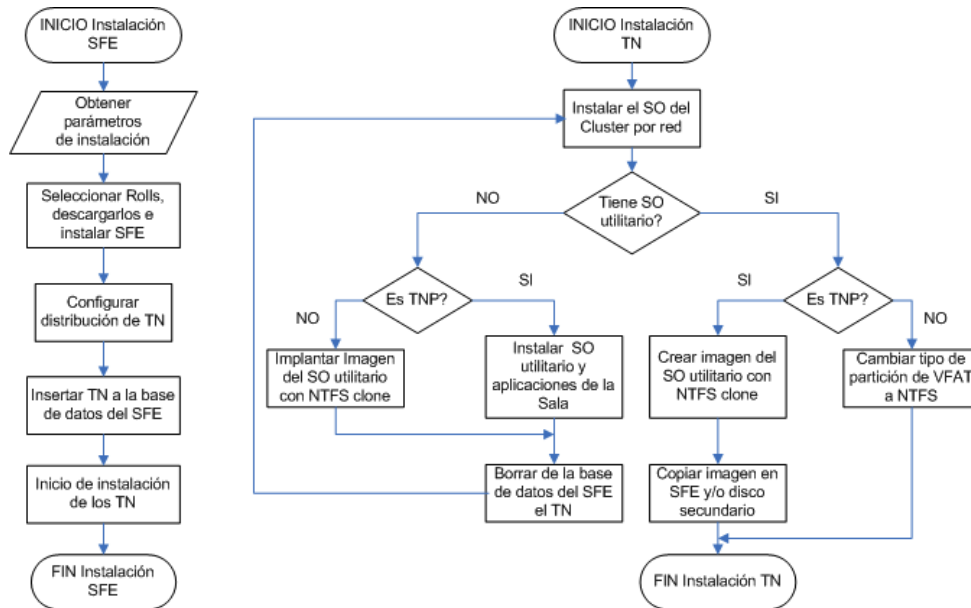 INICIO Instalación
SFE
Obtener
parámetros
de instalación
Seleccionar Rolls,
descargarlos e
instalar SFE
Configurar
distribución de TN
Insertar TN a la base
de datos del SFE
Inicio de instalación
de los TN
FIN Instalación
SFE
INICIO Instalación
TN
Instalar el SO del
Cluster por red
Tiene SO
utilitario?
NO
SI
Es TNP?
NO
SI
Implantar Imagen
del SO utilitario
con NTFS clone
Instalar SO
utilitario y
aplicaciones de la
Sala
Borrar de la base
de datos del SFE
el TN
Es TNP?
SI
NO
Crear imagen del
SO utilitario con
NTFS clone
Cambiar tipo de
partición de VFAT
a NTFS
Copiar imagen en
SFE y/o disco
secundario
FIN Instalación TN